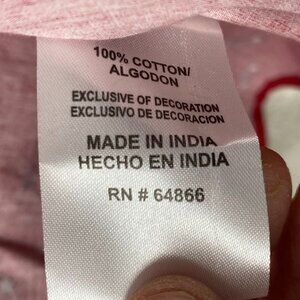 100% COTTON/
ALGODON
EXCLUSIVE OF DECORATION
EXCLUSIVO DE DECORACION
MADE IN INDIA
HECHO EN INDIA
RN # 64866